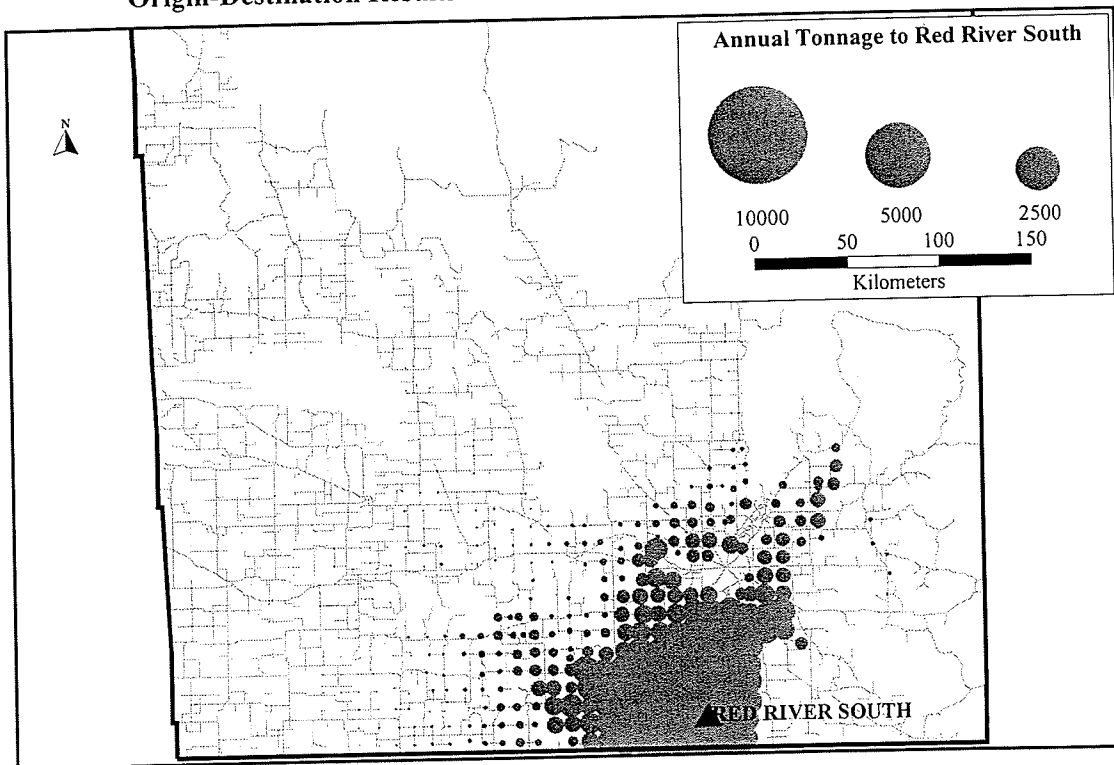 Origin-Destination
Annual Tonnage to Red River South
10000 5000 2500
0 50 100 150
Kilometers
N
RED RIVER SOUTH